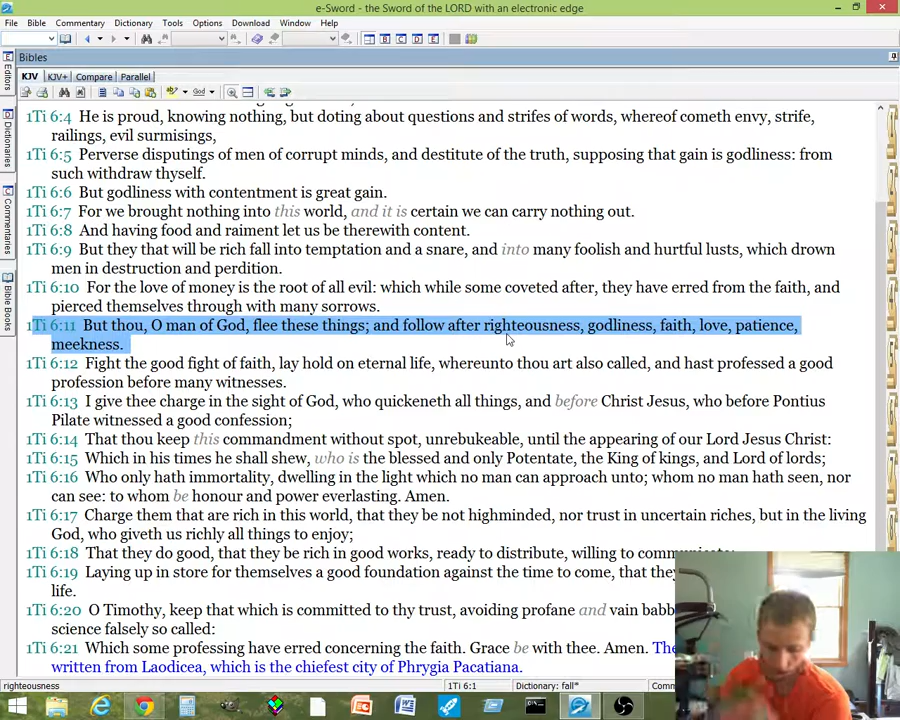 e-Sword - the Sword of the LORD with an electronic edge
File Bible Commentary Dictionary Tools Options Download Window Help
Bibles
KJV KJV+ Compare Parallel
Editors
Dictionaries
Commentaries
Bible Books
1Ti 6:4 He is proud, knowing nothing, but doting about questions and strifes of words, whereof cometh envy, strife,
railings, evil surmisings,
1Ti 6:5 Perverse disputings of men of corrupt minds, and destitute of the truth, supposing that gain is godliness: from
such withdraw thyself.
1Ti 6:6 But godliness with contentment is great gain.
1Ti 6:7 For we brought nothing into this world, and it is certain we can carry nothing out.
1Ti 6:8 And having food and raiment let us be therewith content.
1Ti 6:9 But they that will be rich fall into temptation and a snare, and into many foolish and hurtful lusts, which drown
men in destruction and perdition.
1Ti 6:10 For the love of money is the root of all evil: which while some coveted after, they have erred from the faith, and
pierced themselves through with many sorrows.
1Ti 6:11 But thou, O man of God, flee these things; and follow after righteousness, godliness, faith, love, patience,
meekness.
1Ti 6:12 Fight the good fight of faith, lay hold on eternal life, whereunto thou art also called, and hast professed a good
profession before many witnesses.
1Ti 6:13 I give thee charge in the sight of God, who quickeneth all things, and before Christ Jesus, who before Pontius
Pilate witnessed a good confession;
1Ti 6:14 That thou keep this commandment without spot, unrebukeable, until the appearing of our Lord Jesus Christ:
1Ti 6:15 Which in his times he shall shew, who is the blessed and only Potentate, the King of kings, and Lord of lords;
1Ti 6:16 Who only hath immortality, dwelling in the light which no man can approach unto; whom no man hath seen, nor
can see: to whom be honour and power everlasting. Amen.
1Ti 6:17 Charge them that are rich in this world, that they be not highminded, nor trust in uncertain riches, but in the living
God, who giveth us richly all things to enjoy;
1Ti 6:18 That they do good, that they be rich in good works, ready to distribute, willing to communicate;
1Ti 6:19 Laying up in store for themselves a good foundation against the time to come, that they
life.
1Ti 6:20 O Timothy, keep that which is committed to thy trust, avoiding profane and vain babb
science falsely so called:
1Ti 6:21 Which some professing have erred concerning the faith. Grace be with thee. Amen. The
written from Laodicea, which is the chiefest city of Phrygia Pacatiana.
righteousness 1Ti 6:1 Dictionary: fall* Comm